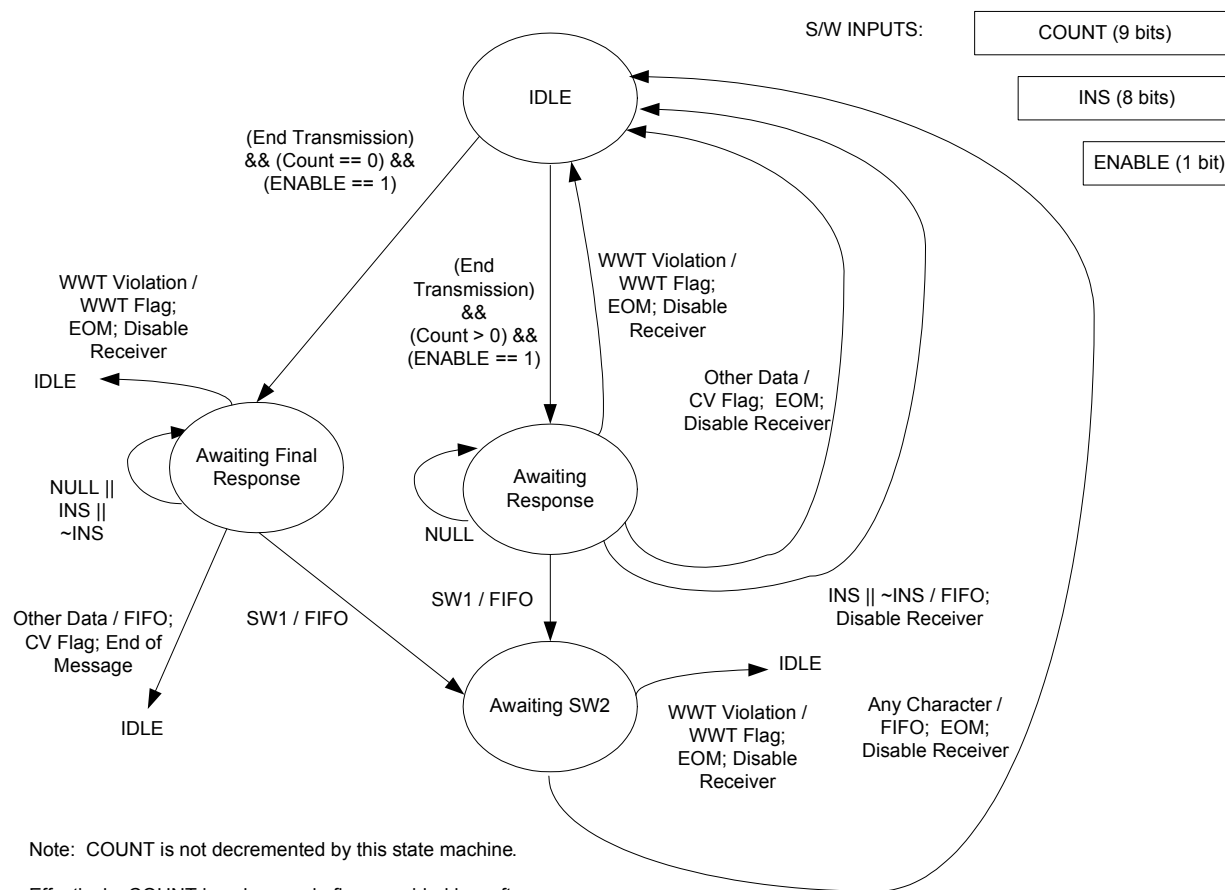 S/W INPUTS:
COUNT (9 bits)
INS (8 bits)
ENABLE (1 bit)
IDLE
(End Transmission)
&& (Count == 0) &&
(ENABLE == 1)
(End
Transmission)
&&
(Count > 0) &&
(ENABLE == 1)
WWT Violation /
WWT Flag;
EOM; Disable
Receiver
WWT Violation /
WWT Flag;
EOM; Disable
Receiver
IDLE
Other Data /
CV Flag; EOM;
Disable Receiver
Awaiting Final
Response
Awaiting
Response
NULL ||
INS ||
~INS
NULL
INS || ~INS / FIFO;
Disable Receiver
Other Data / FIFO;
CV Flag; End of
Message
SW1 / FIFO
SW1 / FIFO
IDLE
Awaiting SW2
IDLE
WWT Violation /
WWT Flag;
EOM; Disable
Receiver
Any Character /
FIFO; EOM;
Disable Receiver
Note: COUNT is not decremented by this state machine.